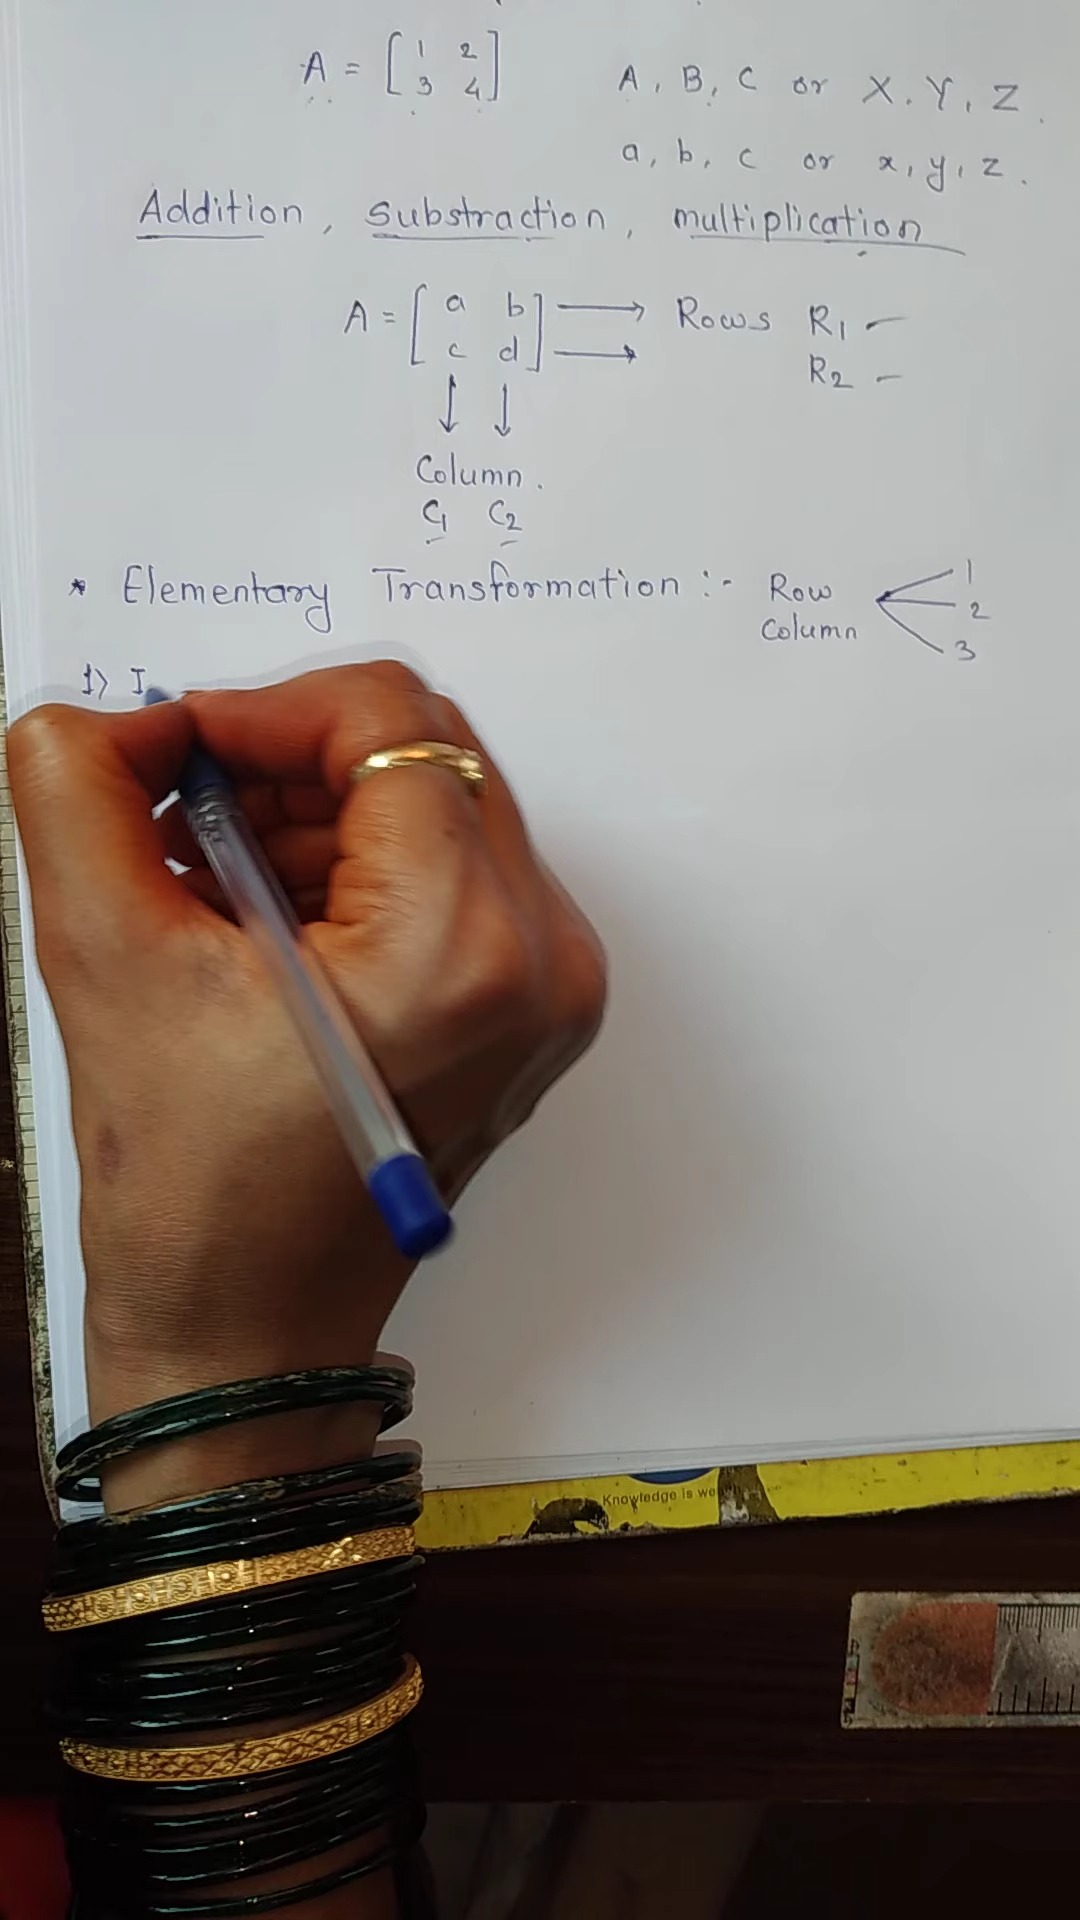 A = [1 2
3 4]
A, B, C or X, Y, Z.
a, b, c or x, y, z.
Addition, Substraction, multiplication
A = [a b
c d]
Rows R1
R2
Column.
C1 C2
* Elementary Transformation :- Row
Column
1
2
3
1) I
Knowledge is